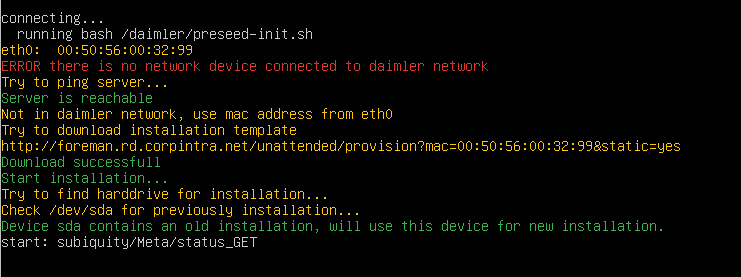 connecting...
running bash /daimler/preseed-init.sh
eth0: 00:50:56:00:32:99
ERROR there is no network device connected to daimler network
Try to ping server...
Server is reachable
Not in daimler network, use mac address from eth0
Try to download installation template
http://foreman.rd.corpintra.net/unattended/provision?mac=00:50:56:00:32:99&static=yes
Download successfull
Start installation...
Try to find harddrive for installation...
Check /dev/sda for previously installation...
Device sda contains an old installation, will use this device for new installation.
start: subiquity/Meta/status_GET